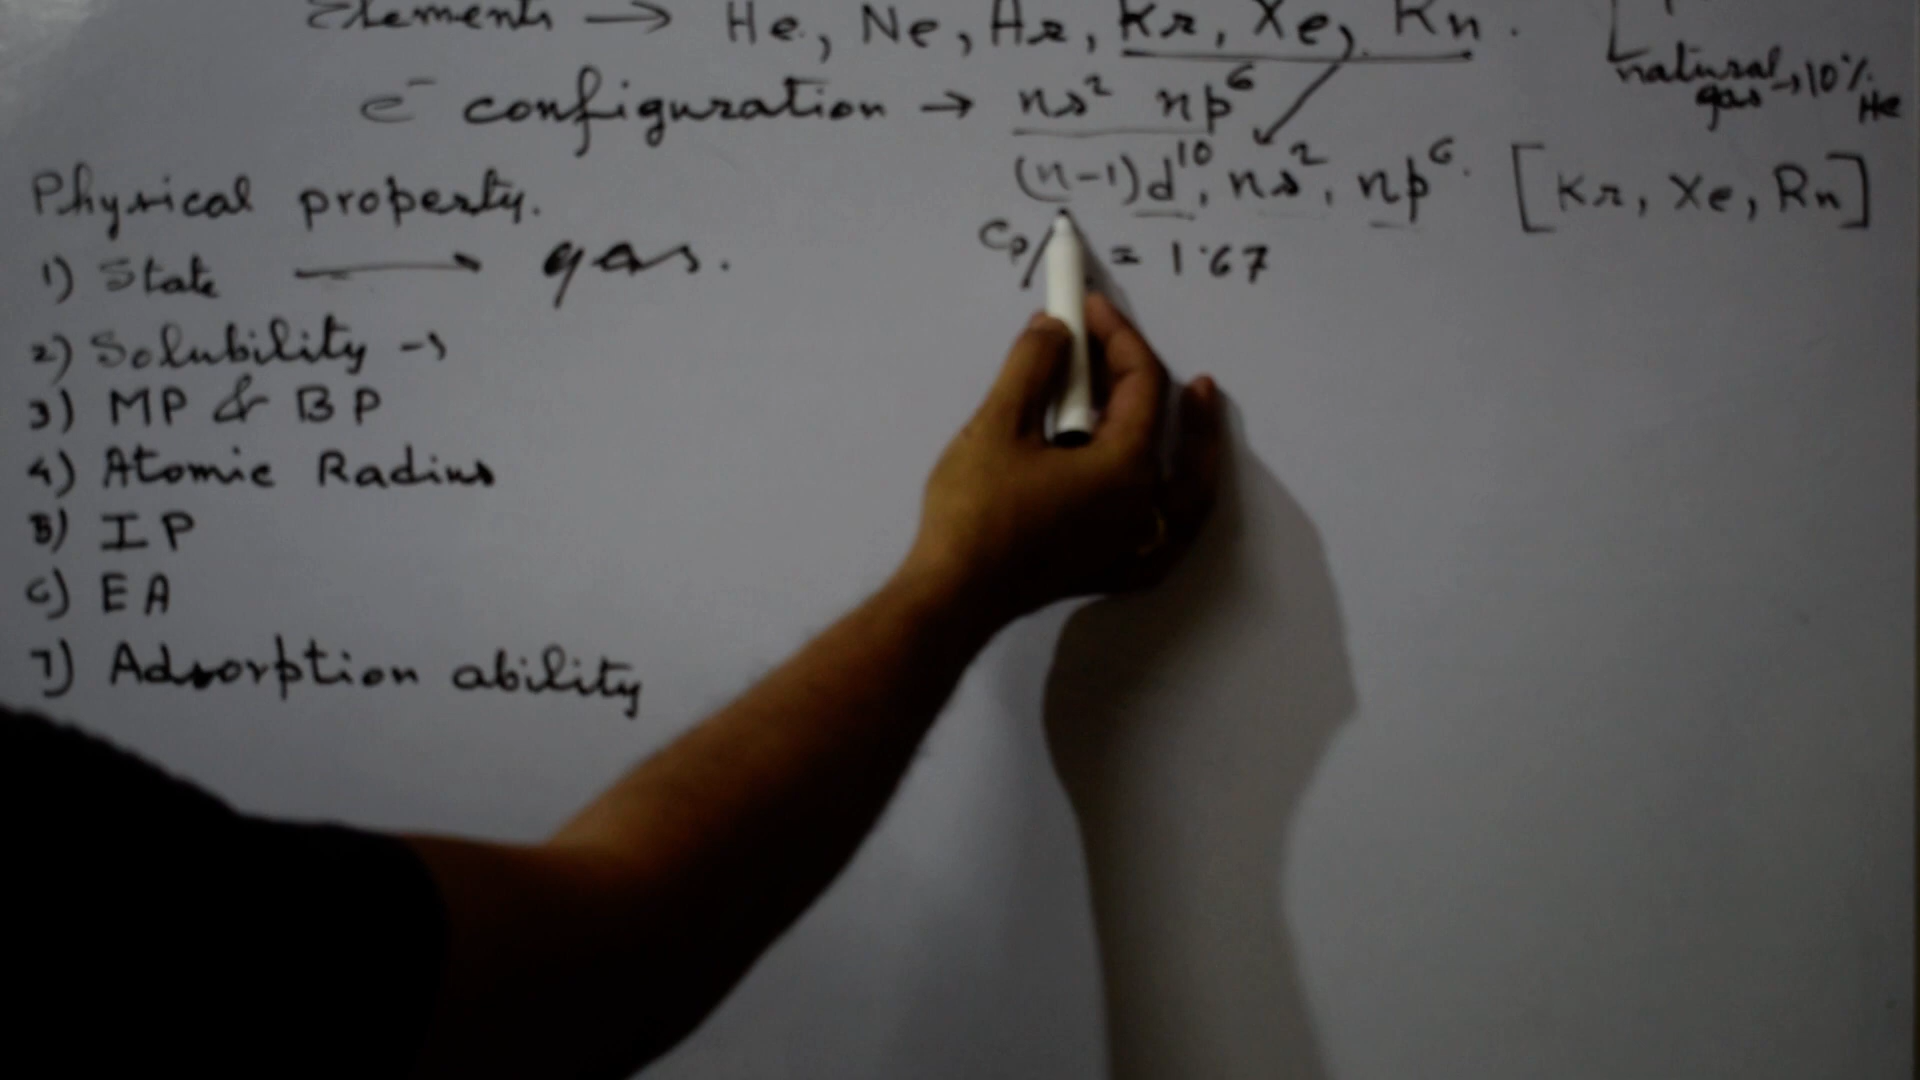 Elements → He, Ne, Ar, Kr, Xe, Rn.
natural gas → 10% He
e⁻ configuration → ns² np⁶
(n-1)d¹⁰, ns², np⁶. [Kr, Xe, Rn]
Physical property.
Cp/ = 1.67
1) State → gas.
2) Solubility →
3) MP & BP
4) Atomic Radius
5) IP
6) EA
7) Adsorption ability